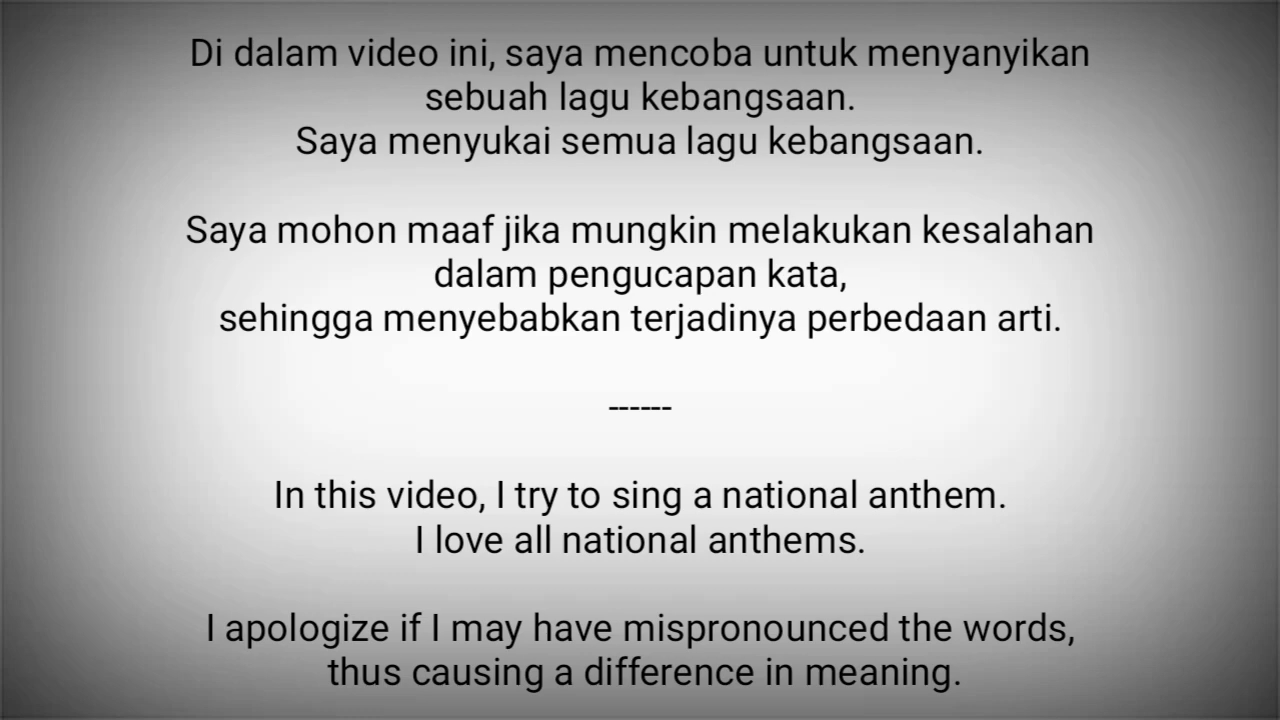 Di dalam video ini, saya mencoba untuk menyanyikan
sebuah lagu kebangsaan.
Saya menyukai semua lagu kebangsaan.
Saya mohon maaf jika mungkin melakukan kesalahan
dalam pengucapan kata,
sehingga menyebabkan terjadinya perbedaan arti.
------
In this video, I try to sing a national anthem.
I love all national anthems.
I apologize if I may have mispronounced the words,
thus causing a difference in meaning.